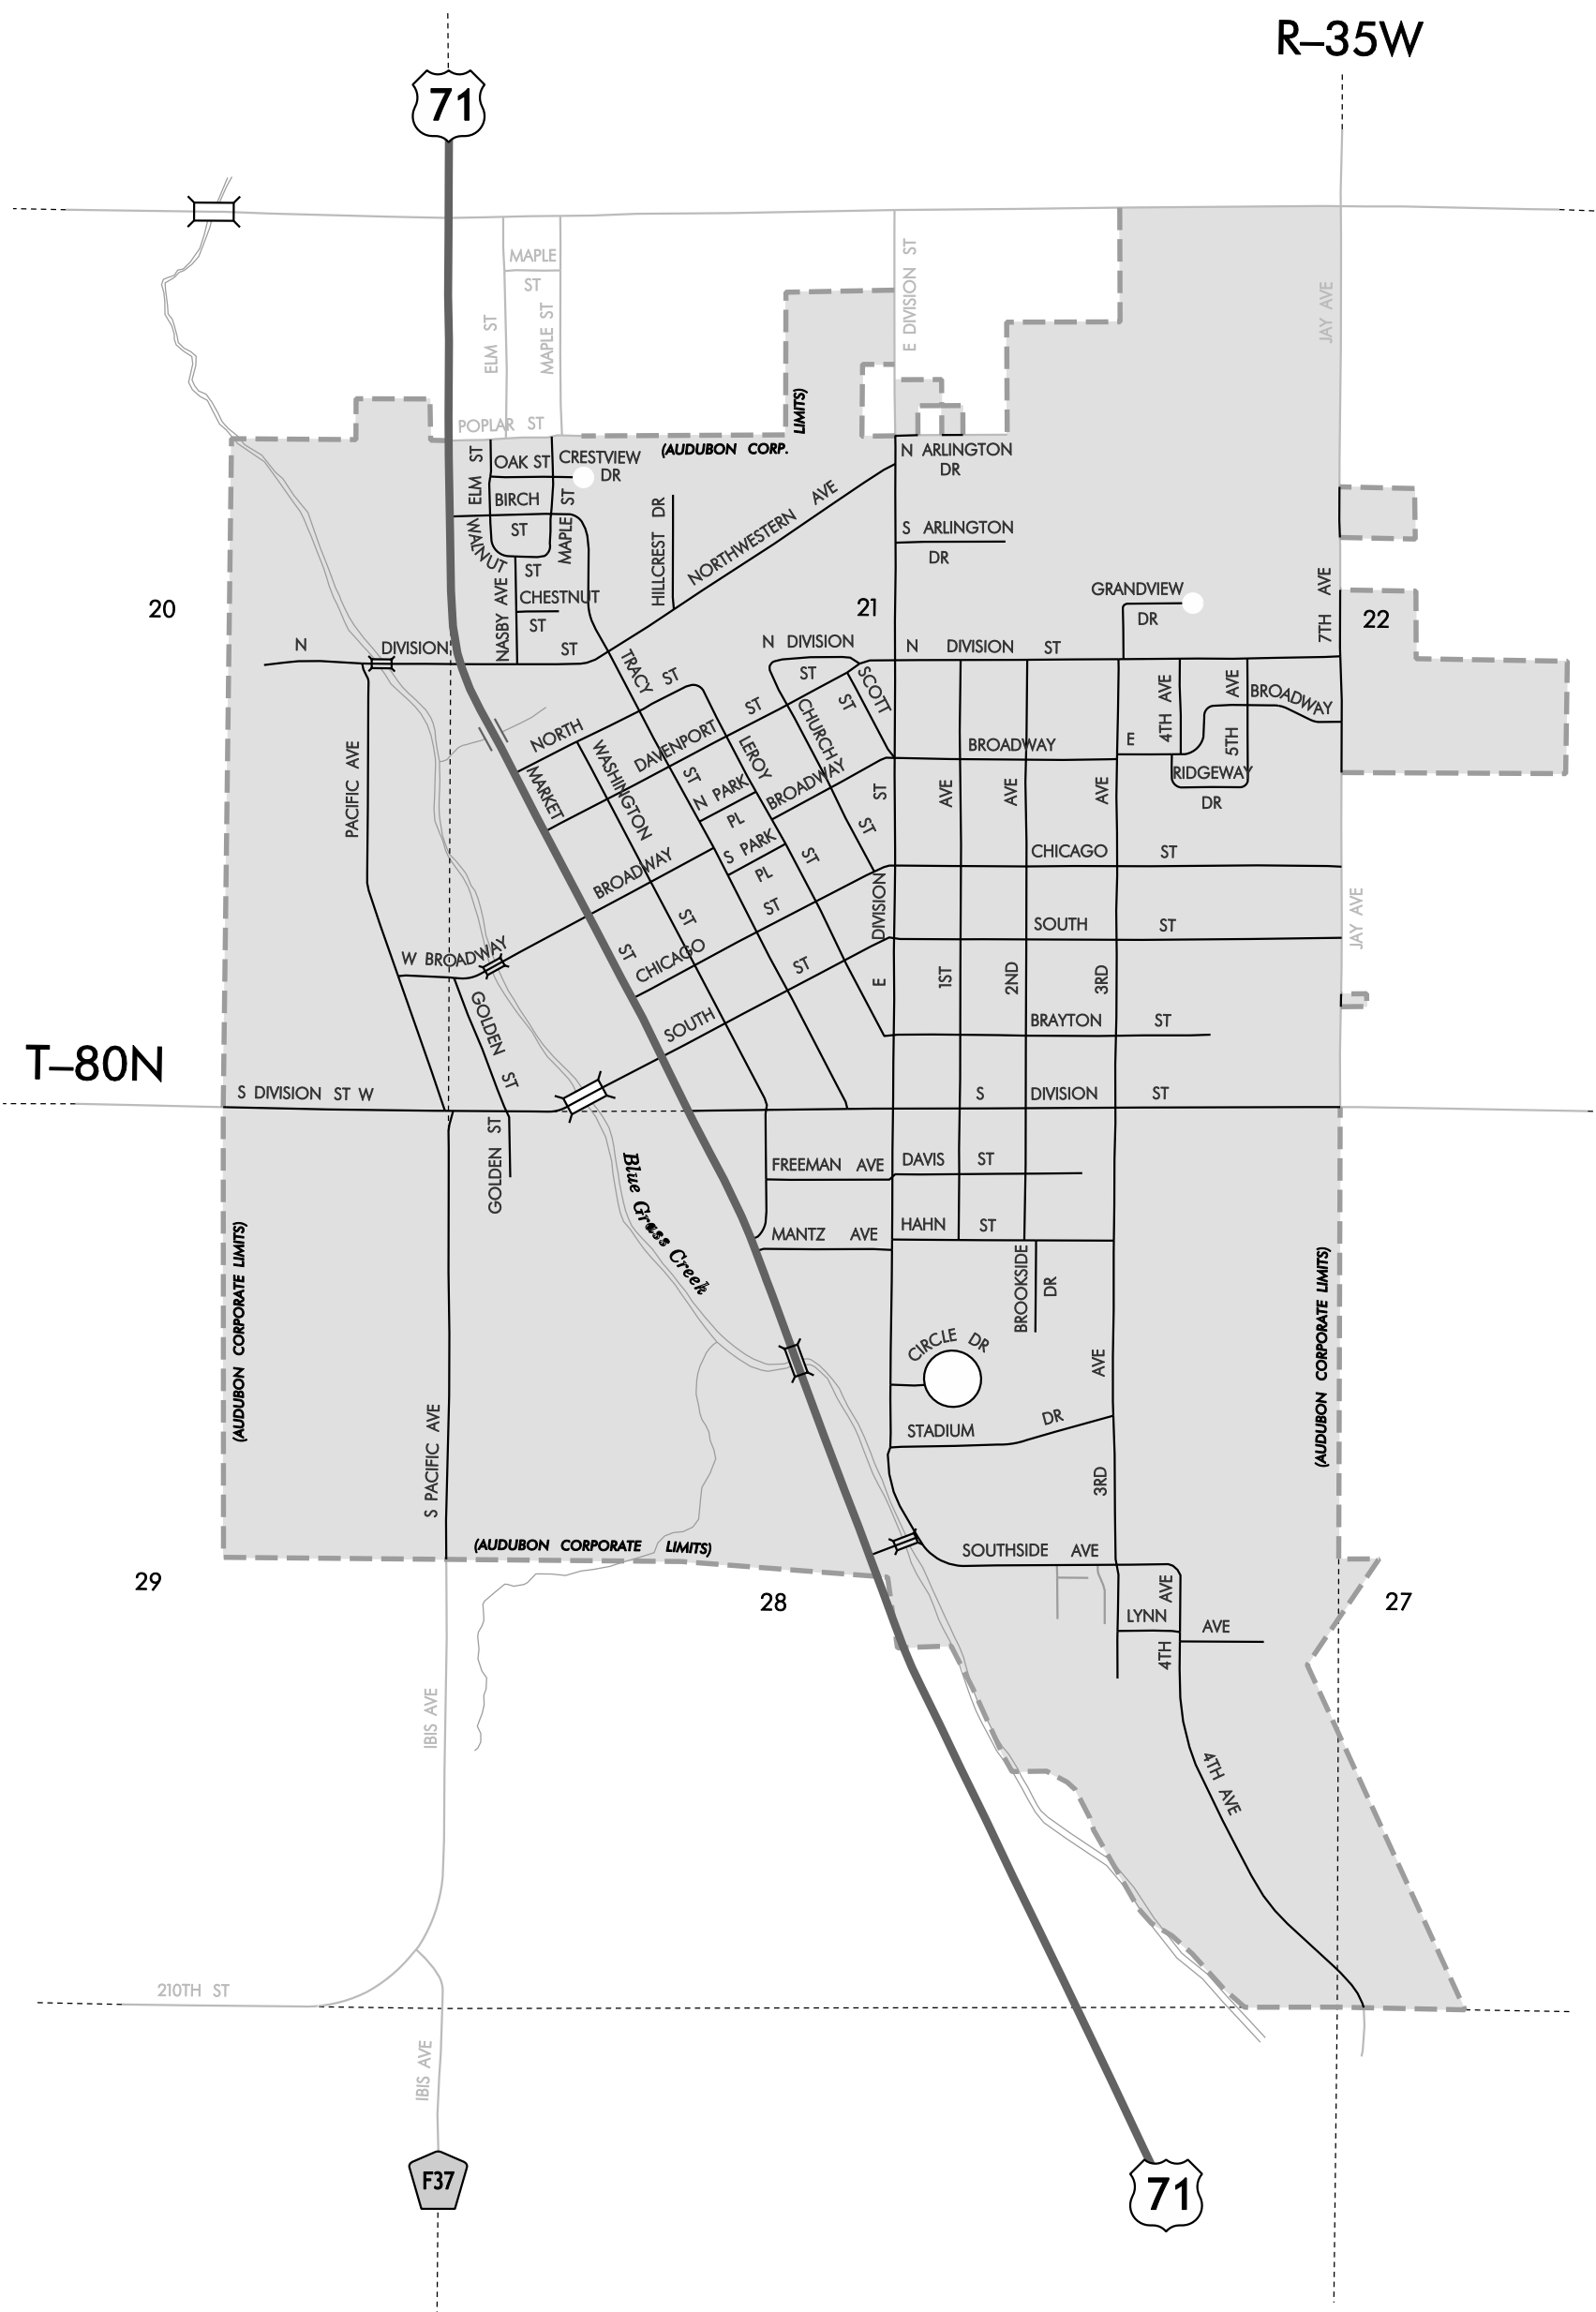 R–35W
71
MAPLE
ST
ELM ST
MAPLE ST
E DIVISION ST
JAY AVE
POPLAR ST
(AUDUBON CORP.
LIMITS)
N ARLINGTON
DR
ELM ST
OAK ST
CRESTVIEW
DR
BIRCH
ST
MAPLE ST
WALNUT
ST
HILLCREST DR
NORTHWESTERN AVE
S ARLINGTON
DR
NASBY AVE
CHESTNUT
ST
20
21
GRANDVIEW
DR
7TH AVE
22
N DIVISION ST
N DIVISION
ST
N DIVISION ST
TRACY
ST
NORTH ST
SCOTT
ST
CHURCH
ST
4TH AVE
5TH AVE
BROADWAY
DAVENPORT ST
LEROY
ST
E
BROADWAY
RIDGEWAY
DR
PACIFIC AVE
MARKET
ST
WASHINGTON
ST
N PARK
PL
BROADWAY
S PARK
PL
E DIVISION ST
1ST AVE
2ND AVE
3RD AVE
CHICAGO ST
BROADWAY
SOUTH ST
JAY AVE
W BROADWAY
CHICAGO ST
GOLDEN ST
SOUTH ST
BRAYTON ST
T–80N
S DIVISION ST W
S DIVISION ST
GOLDEN ST
Blue Grass Creek
FREEMAN AVE
DAVIS ST
MANTZ AVE
HAHN ST
BROOKSIDE
DR
(AUDUBON CORPORATE LIMITS)
(AUDUBON CORPORATE LIMITS)
CIRCLE DR
AVE
STADIUM DR
S PACIFIC AVE
3RD
(AUDUBON CORPORATE LIMITS)
SOUTHSIDE AVE
29
28
27
4TH AVE
LYNN AVE
IBIS AVE
4TH AVE
210TH ST
IBIS AVE
F37
71